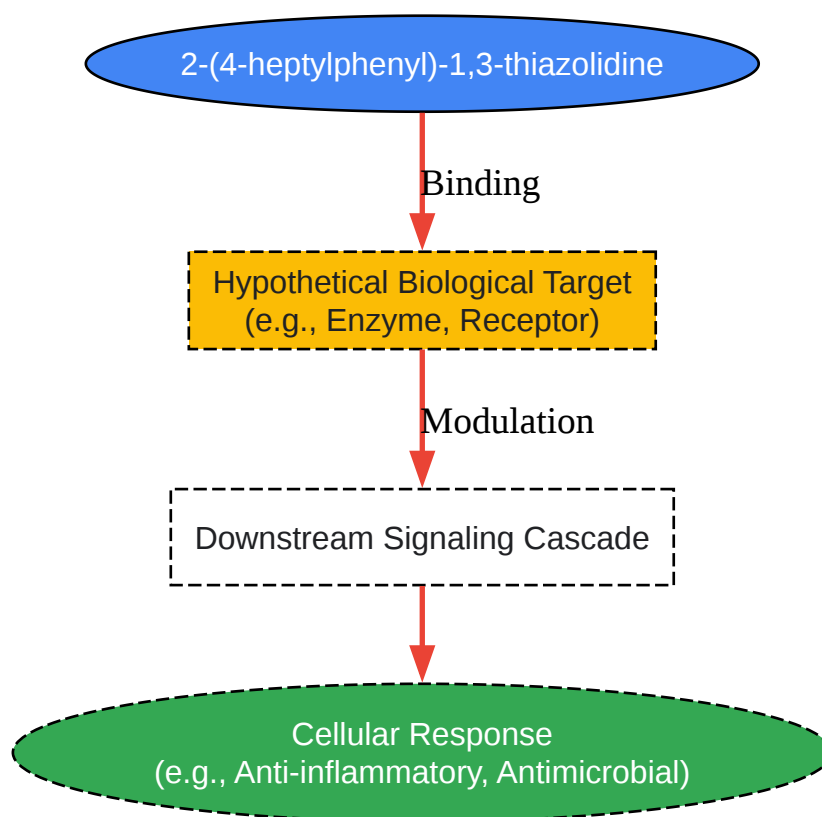 2-(4-heptylphenyl)-1,3-thiazolidine
Binding
Hypothetical Biological Target
(e.g., Enzyme, Receptor)
Modulation
Downstream Signaling Cascade
Cellular Response
(e.g., Anti-inflammatory, Antimicrobial)